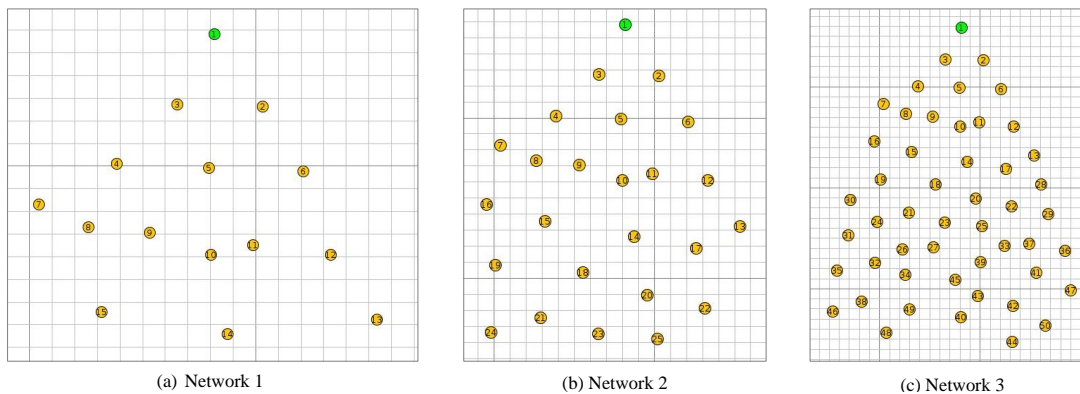 1
3 2
4 5 6
7
8 9 10 11 12
15 14 13
(a) Network 1
1
3 2
4 5 6
7 8 9 10 11 12
16 15 14 17 13
19 18 20 22
24 21 23 25
(b) Network 2
1
3 2
4 5 6
7 8 9 10 11 12
16 15 14 17 13
19 18 20 22 28
30 24 21 23 25 29
31 26 27 33 37 36
35 32 34 45 39 41 47
46 38 49 40 43 42 50
48 44
(c) Network 3